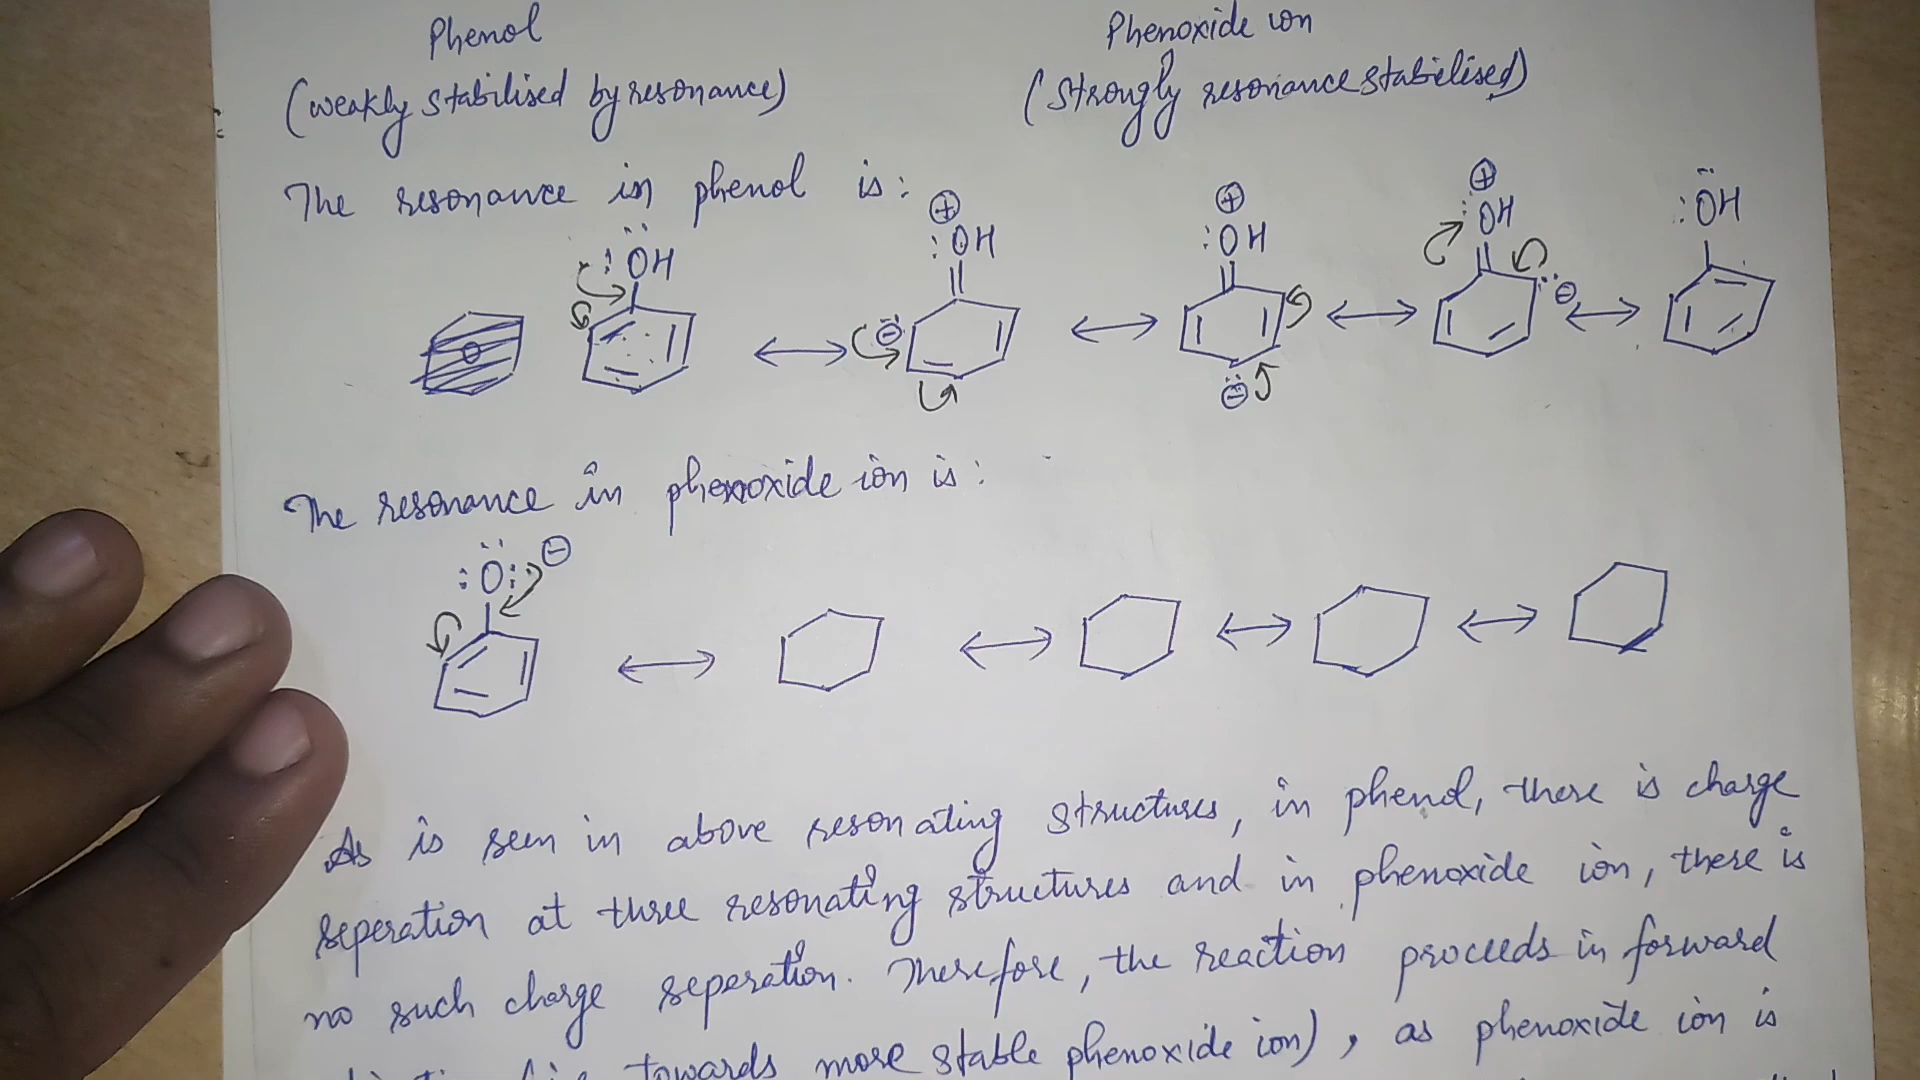 Phenol
Phenoxide ion
(weakly stabilised by resonance)
(strongly resonance stabilised)
The resonance in phenol is:
⊕ :OH
⊕ :OH
⊕ :OH
:ÖH
:ÖH
⊖
⊖
⊖
The resonance in phenoxide ion is:
:Ö: ⊖
As is seen in above resonating structures, in phenol, there is charge
seperation at three resonating structures and in phenoxide ion, there is
no such charge seperation. Therefore, the reaction proceeds in forward
towards more stable phenoxide ion), as phenoxide ion is